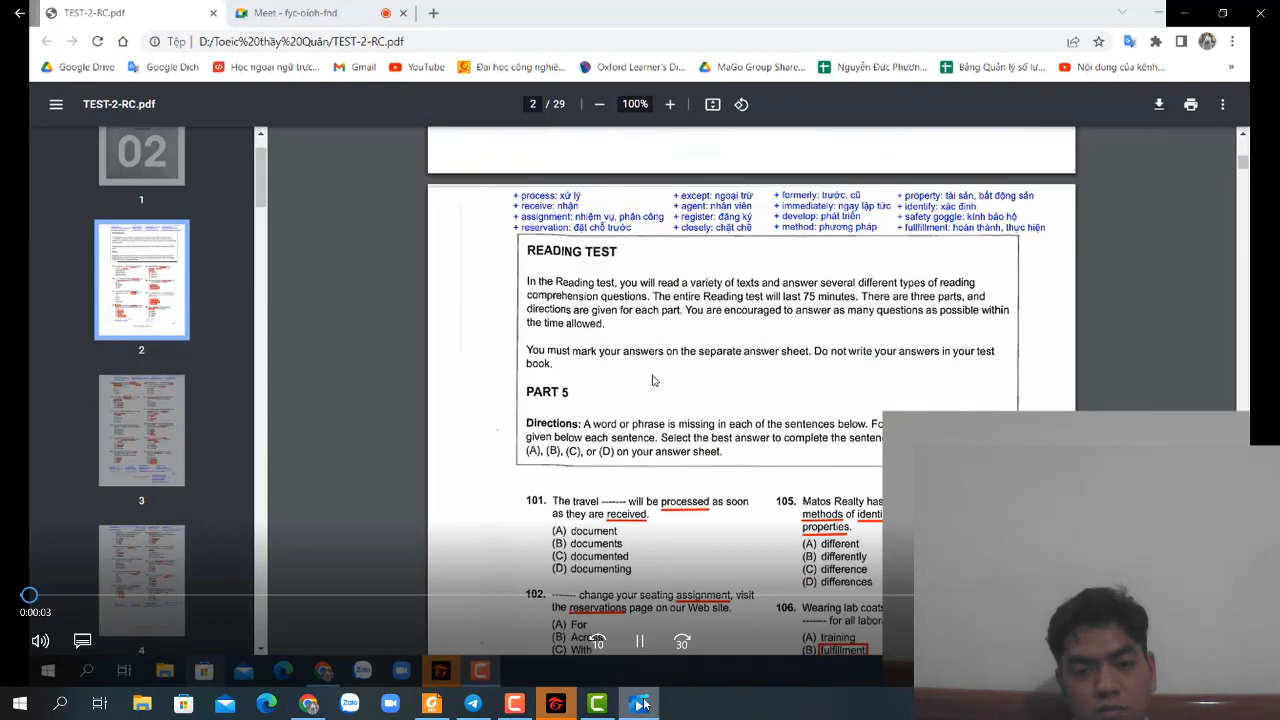 TEST-2-RC.pdf
Meet - fyc-oioh-fnd
Tệp
D:/Toeic%20thầy%20Quân/TEST-2-RC.pdf
Google Drive
Google Dịch
Học ngoại ngữ trực...
Gmail
YouTube
Đại học công nghiê...
Oxford Learner's Di...
MaGo Group Share...
Nguyễn Đức Phươn...
Bảng Quản lý số lư...
Nội dung của kênh...
TEST-2-RC.pdf
2 / 29
100%
02
1
2
3
4
+ process: xử lý
+ receive: nhận
+ assignment: nhiệm vụ, phân công
+ reservation: đặt chỗ trước
+ except: ngoại trừ
+ agent: nhân viên
+ register: đăng ký
+ closely: chặt chẽ
+ formerly: trước, cũ
+ immediately: ngay lập tức
+ develop: phát triển
+ method: phương pháp
+ property: tài sản, bất động sản
+ identify: xác định
+ safety goggle: kính bảo hộ
+ fullfillment: hoàn thành, thực hiện
READING TEST
In the Reading test, you will read a variety of texts and answer several different types of reading
comprehension questions. The entire Reading test will last 75 minutes. There are three parts, and
directions are given for each part. You are encouraged to answer as many questions as possible within
the time allowed.
You must mark your answers on the separate answer sheet. Do not write your answers in your test
book.
PART 5
Directions: A word or phrase is missing in each of the sentences below. Fo
given below each sentence. Select the best answer to complete the senten
(A), (B), (C), or (D) on your answer sheet.
101. The travel ------- will be processed as soon
as they are received.
(A) document
(B) documents
(C) documented
(D) documenting
102. ------- change your seating assignment, visit
the reservations page on our Web site.
(A) For
(B) Acro
(C) With
105. Matos Realty has
methods of identi
properties.
(A) different
(B) differently
(C) difference
(D) differences
106. Wearing lab coats
------- for all labor
(A) training
(B) fulfillment
0:00:03
10
30
Zalo
Zalo